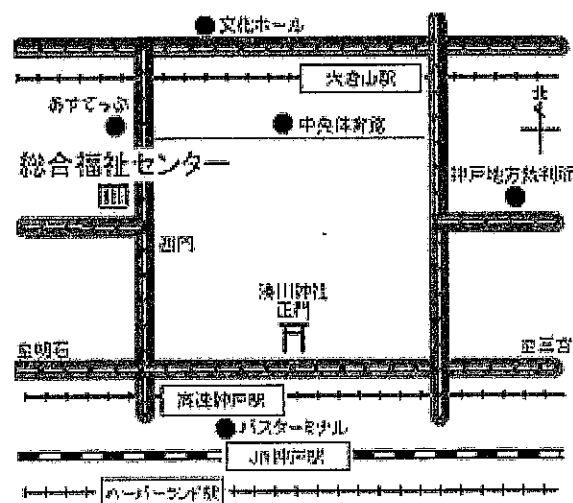 文化ホール
大倉山駅
北
あすてっぷ
中央体育館
総合福祉センター
神戸地方裁判所
西門
湊川神社
正門
至明石
至三宮
高速神戸駅
バスターミナル
JR神戸駅
ハーバーランド駅